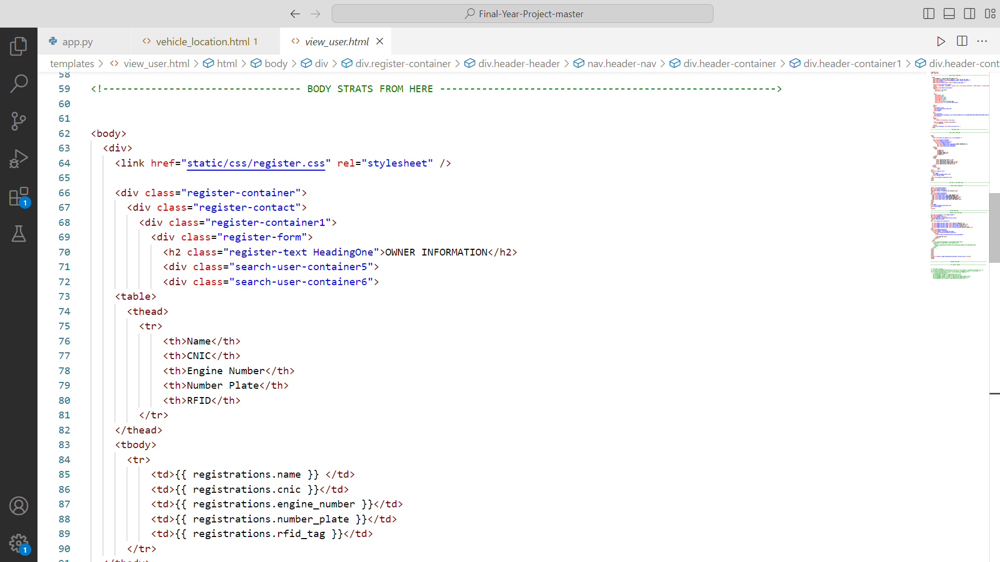 Final-Year-Project-master
app.py
vehicle_location.html 1
view_user.html
templates > view_user.html > html > body > div > div.register-container > div.header-header > nav.header-nav > div.header-container > div.header-container1 > div.header-cont
58
59 <!--------------------------------- BODY STRATS FROM HERE -------------------------------------------------------->
60
61
62 <body>
63 <div>
64 <link href="static/css/register.css" rel="stylesheet" />
65
66 <div class="register-container">
67 <div class="register-contact">
68 <div class="register-container1">
69 <div class="register-form">
70 <h2 class="register-text HeadingOne">OWNER INFORMATION</h2>
71 <div class="search-user-container5">
72 <div class="search-user-container6">
73 <table>
74 <thead>
75 <tr>
76 <th>Name</th>
77 <th>CNIC</th>
78 <th>Engine Number</th>
79 <th>Number Plate</th>
80 <th>RFID</th>
81 </tr>
82 </thead>
83 <tbody>
84 <tr>
85 <td>{{ registrations.name }} </td>
86 <td>{{ registrations.cnic }}</td>
87 <td>{{ registrations.engine_number }}</td>
88 <td>{{ registrations.number_plate }}</td>
89 <td>{{ registrations.rfid_tag }}</td>
90 </tr>
91 </tbody>
1
1